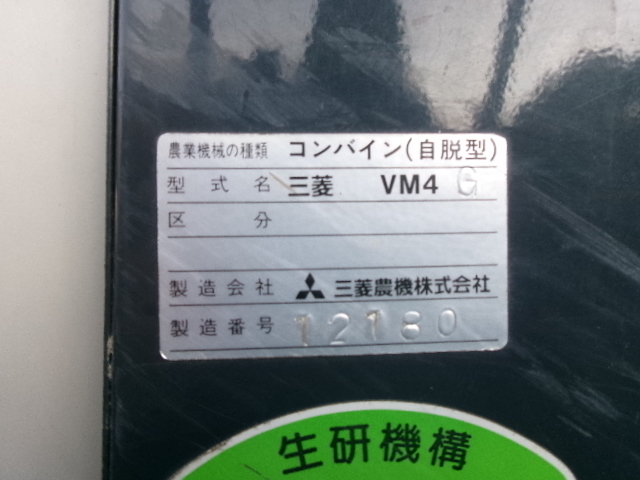 農業機械の種類 コンバイン(自脱型)
型式名 三菱 VM4 G
区分
製造会社 三菱農機株式会社
製造番号 12180
生研機構